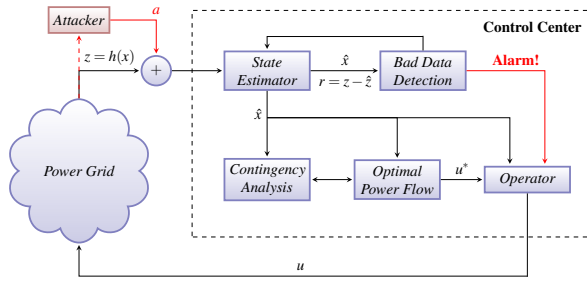 Attacker
a
Control Center
z = h(x)
+
State
Estimator
x̂
r = z − ẑ
Bad Data
Detection
Alarm!
x̂
Power Grid
Contingency
Analysis
Optimal
Power Flow
u*
Operator
u